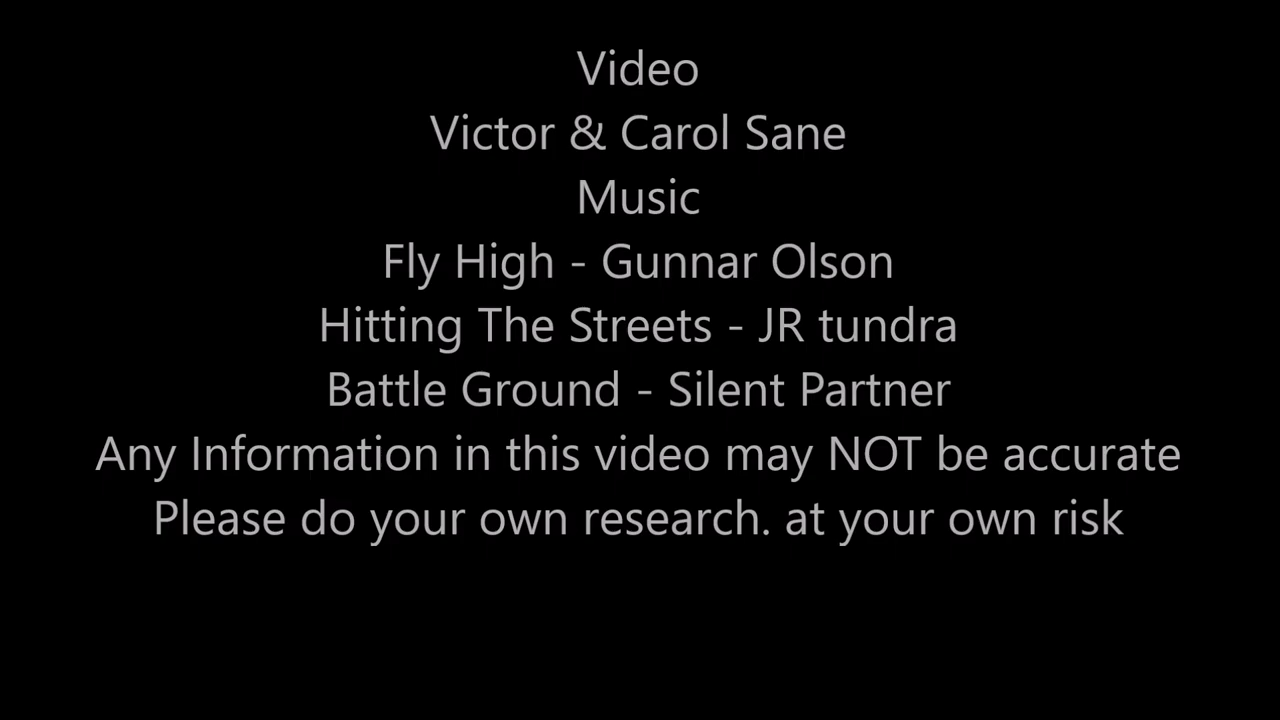 Video
Victor & Carol Sane
Music
Fly High - Gunnar Olson
Hitting The Streets - JR tundra
Battle Ground - Silent Partner
Any Information in this video may NOT be accurate
Please do your own research. at your own risk